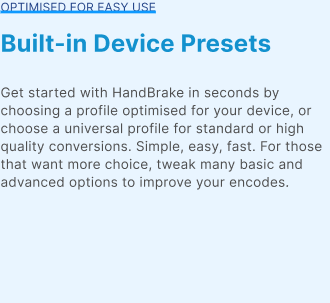 OPTIMISED FOR EASY USE
Built-in Device Presets
Get started with HandBrake in seconds by
choosing a profile optimised for your device, or
choose a universal profile for standard or high
quality conversions. Simple, easy, fast. For those
that want more choice, tweak many basic and
advanced options to improve your encodes.